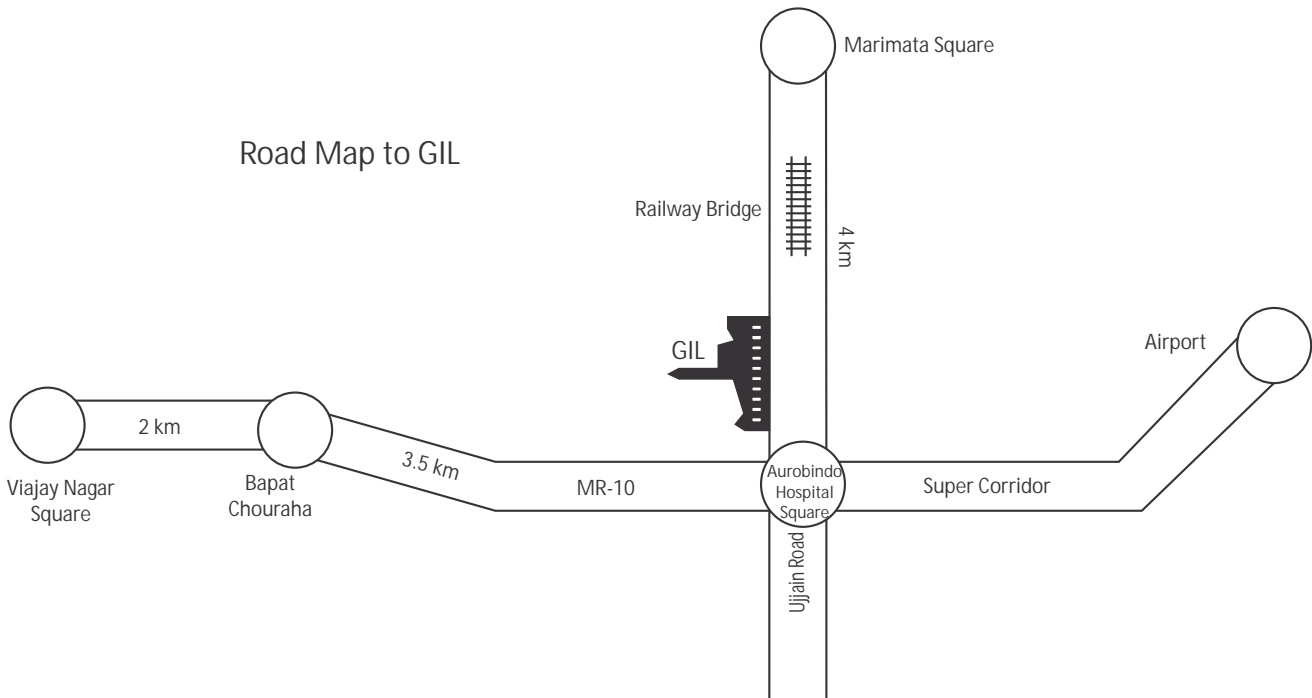 Marimata Square
Road Map to GIL
Railway Bridge
4 km
GIL
Airport
2 km
3.5 km
Viajay Nagar
Square
Bapat
Chouraha
MR-10
Aurobindo
Hospital
Square
Super Corridor
Ujjain Road